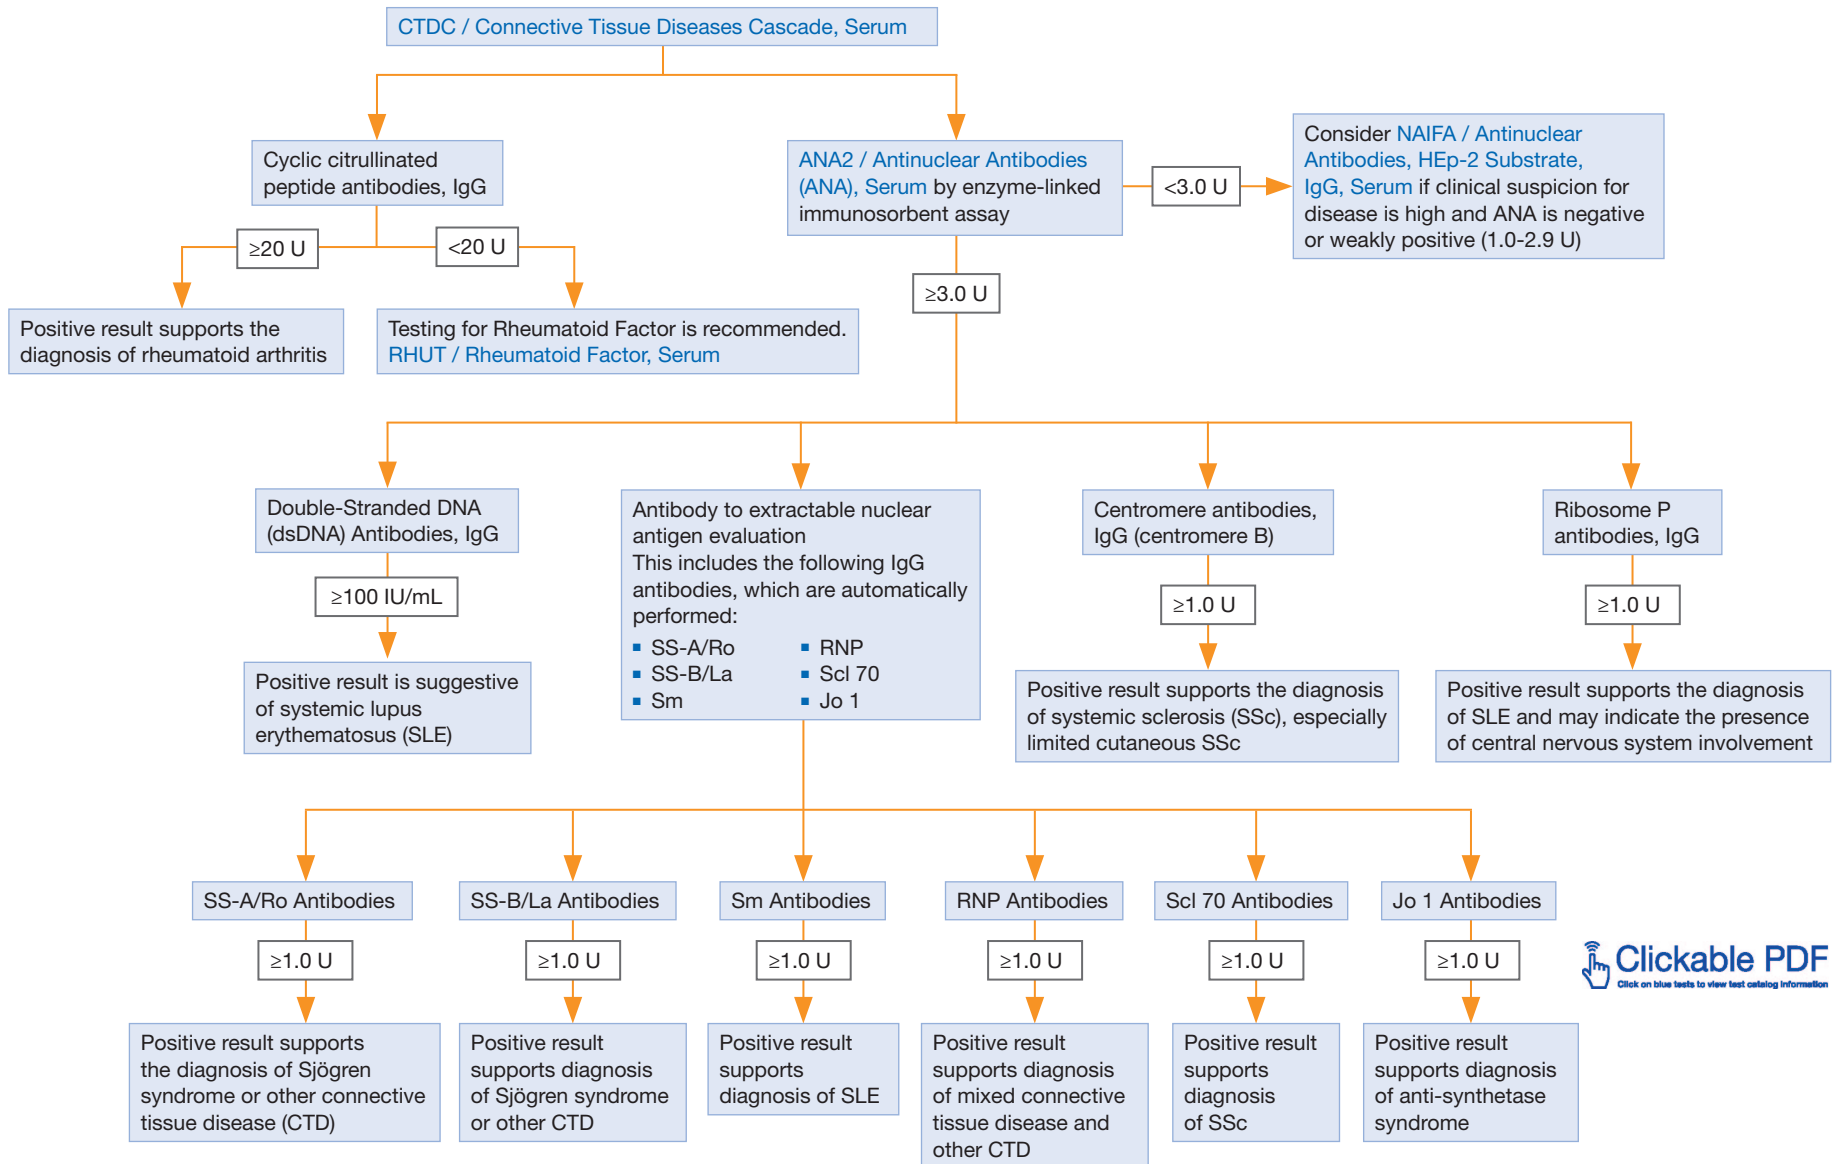 CTDC / Connective Tissue Diseases Cascade, Serum
Cyclic citrullinated
peptide antibodies, IgG
ANA2 / Antinuclear Antibodies
(ANA), Serum by enzyme-linked
immunosorbent assay
<3.0 U
Consider NAIFA / Antinuclear
Antibodies, HEp-2 Substrate,
IgG, Serum if clinical suspicion for
disease is high and ANA is negative
or weakly positive (1.0-2.9 U)
≥20 U
<20 U
≥3.0 U
Positive result supports the
diagnosis of rheumatoid arthritis
Testing for Rheumatoid Factor is recommended.
RHUT / Rheumatoid Factor, Serum
Double-Stranded DNA
(dsDNA) Antibodies, IgG
≥100 IU/mL
Positive result is suggestive
of systemic lupus
erythematosus (SLE)
Antibody to extractable nuclear
antigen evaluation
This includes the following IgG
antibodies, which are automatically
performed:
▪ SS-A/Ro
▪ SS-B/La
▪ Sm
▪ RNP
▪ Scl 70
▪ Jo 1
Centromere antibodies,
IgG (centromere B)
≥1.0 U
Positive result supports the diagnosis
of systemic sclerosis (SSc), especially
limited cutaneous SSc
Ribosome P
antibodies, IgG
≥1.0 U
Positive result supports the diagnosis
of SLE and may indicate the presence
of central nervous system involvement
SS-A/Ro Antibodies
SS-B/La Antibodies
Sm Antibodies
RNP Antibodies
Scl 70 Antibodies
Jo 1 Antibodies
≥1.0 U
≥1.0 U
≥1.0 U
≥1.0 U
≥1.0 U
≥1.0 U
Positive result supports
the diagnosis of Sjögren
syndrome or other connective
tissue disease (CTD)
Positive result
supports diagnosis
of Sjögren syndrome
or other CTD
Positive result
supports
diagnosis of SLE
Positive result
supports diagnosis
of mixed connective
tissue disease and
other CTD
Positive result
supports
diagnosis
of SSc
Positive result
supports diagnosis
of anti-synthetase
syndrome
Clickable PDF
Click on blue tests to view test catalog information